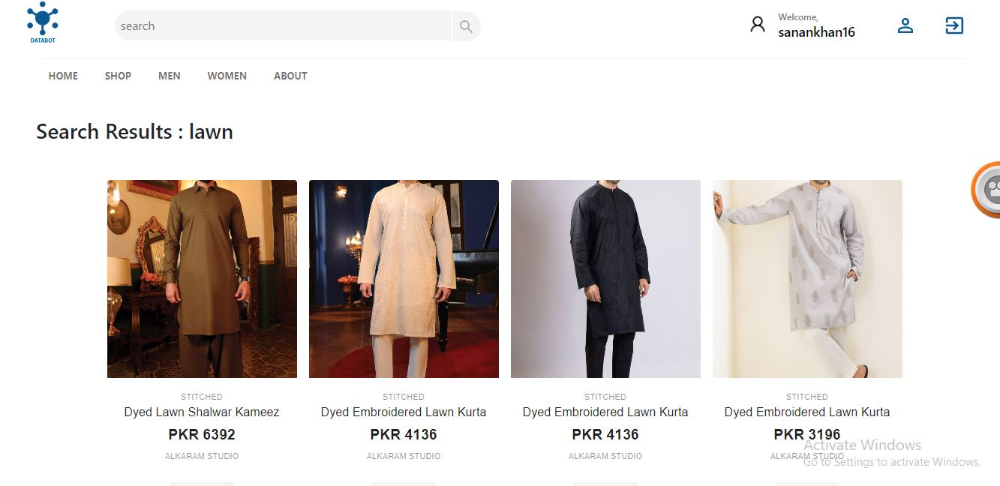 DATABOT
search
Welcome,
sanankhan16
HOME SHOP MEN WOMEN ABOUT
Search Results : lawn
STITCHED STITCHED STITCHED STITCHED
Dyed Lawn Shalwar Kameez Dyed Embroidered Lawn Kurta Dyed Embroidered Lawn Kurta Dyed Embroidered Lawn Kurta
PKR 6392 PKR 4136 PKR 4136 PKR 3196
ALKARAM STUDIO ALKARAM STUDIO ALKARAM STUDIO ALKARAM STUDIO
Activate Windows
Go to Settings to activate Windows.